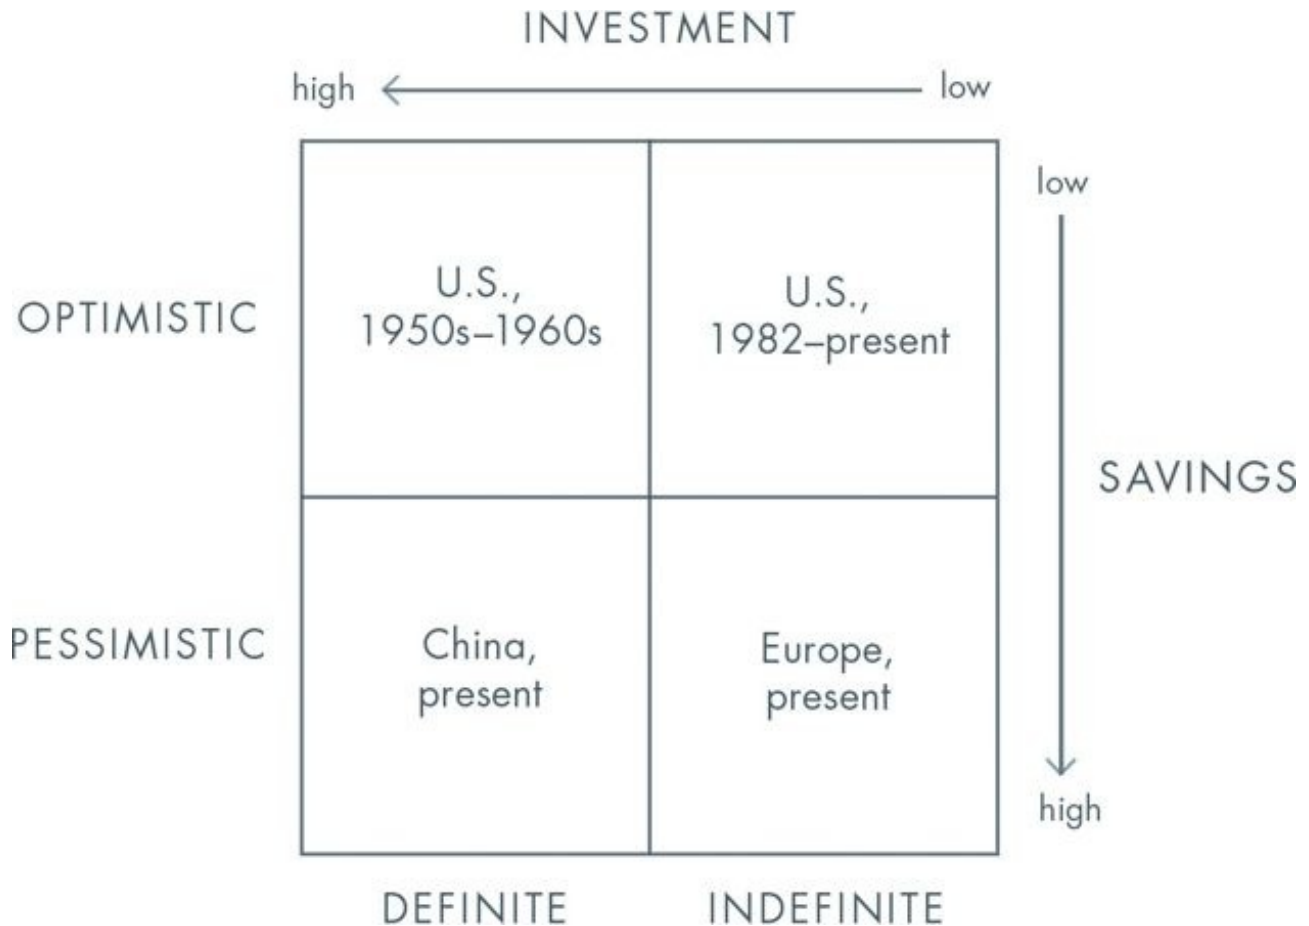 INVESTMENT
high
low
low
U.S.,
1950s–1960s
U.S.,
1982–present
OPTIMISTIC
SAVINGS
PESSIMISTIC
China,
present
Europe,
present
high
DEFINITE
INDEFINITE